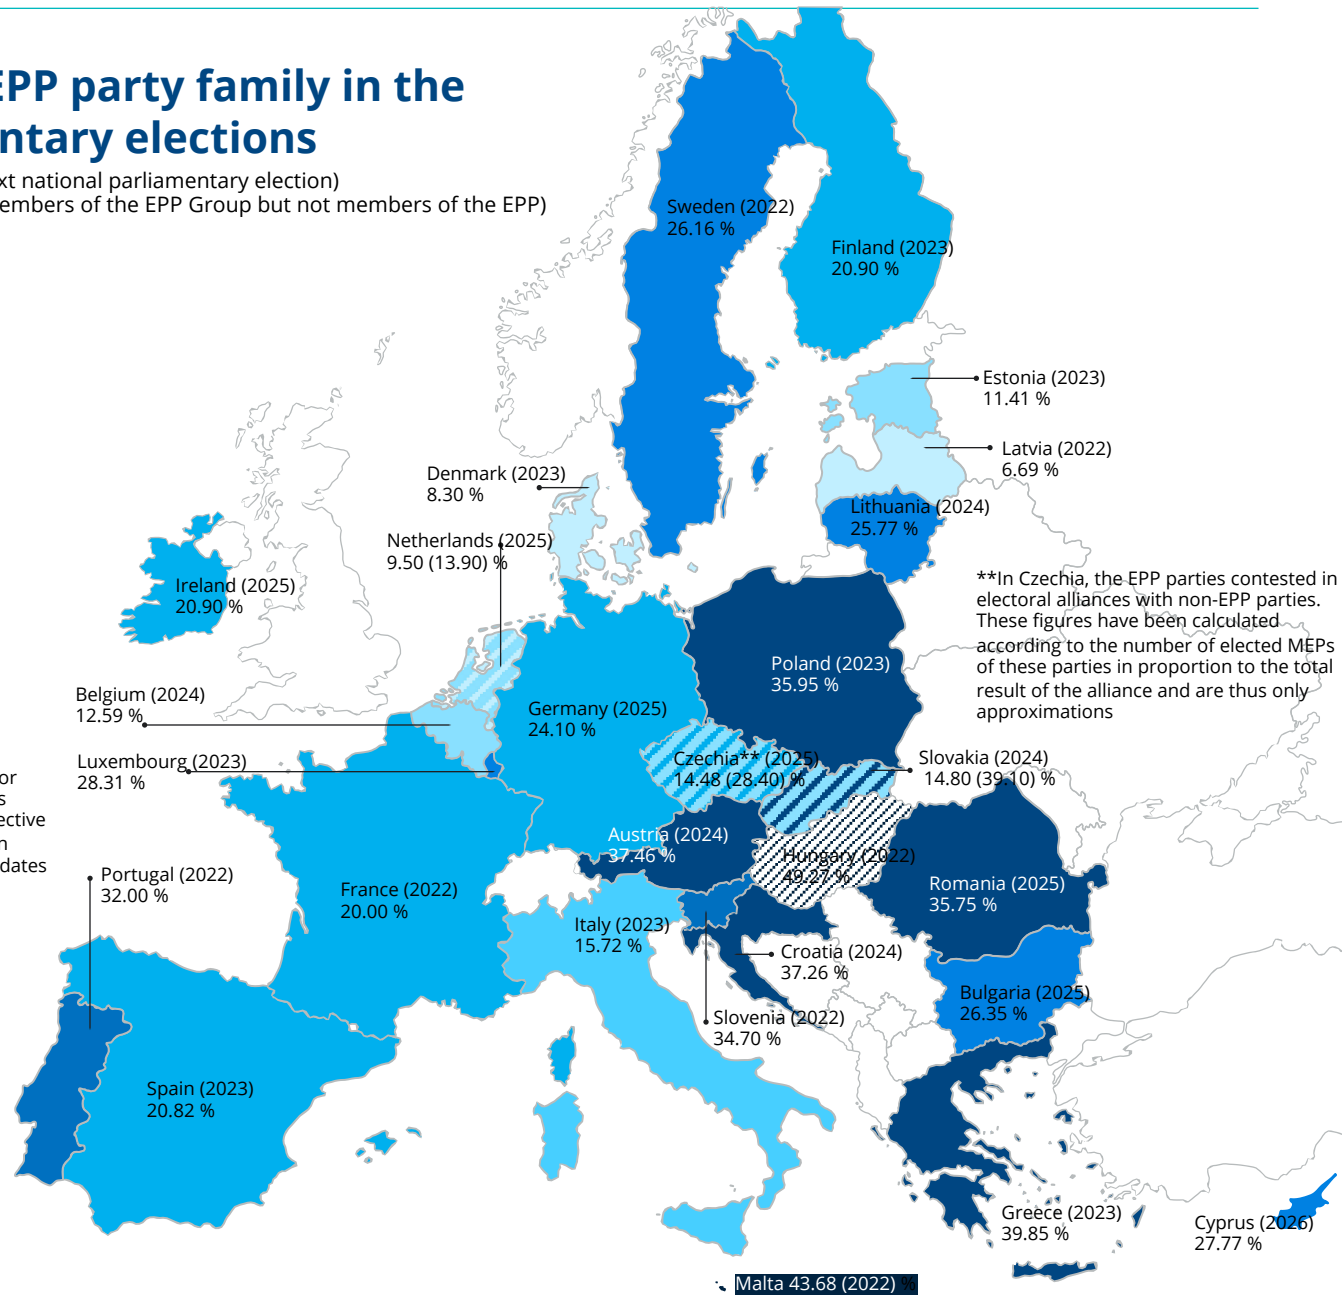 EPP party family in the
ntary elections
xt national parliamentary election)
embers of the EPP Group but not members of the EPP)
Sweden (2022)
26.16 %
Finland (2023)
20.90 %
Estonia (2023)
11.41 %
Latvia (2022)
6.69 %
Denmark (2023)
8.30 %
Lithuania (2024)
25.77 %
Netherlands (2025)
9.50 (13.90) %
Ireland (2025)
20.90 %
**In Czechia, the EPP parties contested in
electoral alliances with non-EPP parties.
These figures have been calculated
according to the number of elected MEPs
of these parties in proportion to the total
result of the alliance and are thus only
approximations
Poland (2023)
35.95 %
Belgium (2024)
12.59 %
Germany (2025)
24.10 %
Luxembourg (2023)
28.31 %
Czechia** (2025)
14.48 (28.40) %
Slovakia (2024)
14.80 (39.10) %
or
s
ective
n
dates
Austria (2024)
37.46 %
Hungary (2022)
49.27 %
Portugal (2022)
32.00 %
France (2022)
20.00 %
Romania (2025)
35.75 %
Italy (2023)
15.72 %
Croatia (2024)
37.26 %
Bulgaria (2025)
26.35 %
Slovenia (2022)
34.70 %
Spain (2023)
20.82 %
Greece (2023)
39.85 %
Cyprus (2026)
27.77 %
Malta 43.68 (2022) %